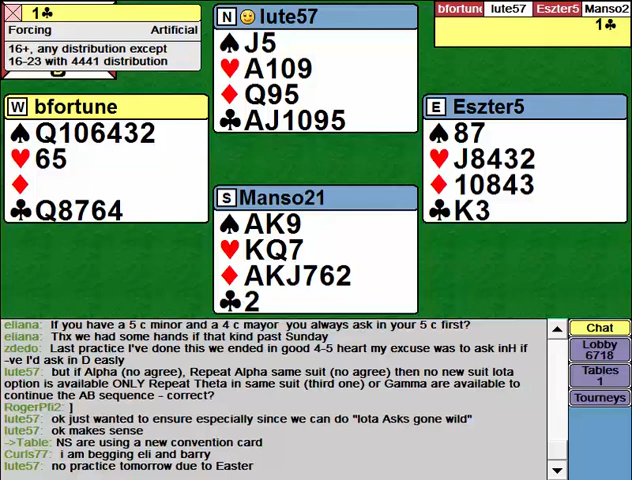 1♣
Forcing Artificial
16+, any distribution except
16-23 with 4441 distribution
N lute57
♠ J5
♥ A109
♦ Q95
♣ AJ1095
bfortune lute57 Eszter5 Manso2
1♣
W bfortune
♠ Q106432
♥ 65
♦
♣ Q8764
E Eszter5
♠ 87
♥ J8432
♦ 10843
♣ K3
S Manso21
♠ AK9
♥ KQ7
♦ AKJ762
♣ 2
eliana: If you have a 5 c minor and a 4 c mayor you always ask in your 5 c first?
eliana: Thx we had some hands if that kind past Sunday
zdedo: Last practice I've done this we ended in good 4-5 heart my excuse was to ask inH if
-ve I'd ask in D easly
lute57: but if Alpha (no agree), Repeat Alpha same suit (no agree) then no new suit Iota
option is available ONLY Repeat Theta in same suit (third one) or Gamma are available to
continue the AB sequence - correct?
RogerPfi2: ]
lute57: ok just wanted to ensure especially since we can do "Iota Asks gone wild"
lute57: ok makes sense
->Table: NS are using a new convention card
Curls77: i am begging eli and barry
lute57: no practice tomorrow due to Easter
Chat
Lobby
6718
Tables
1
Tourneys